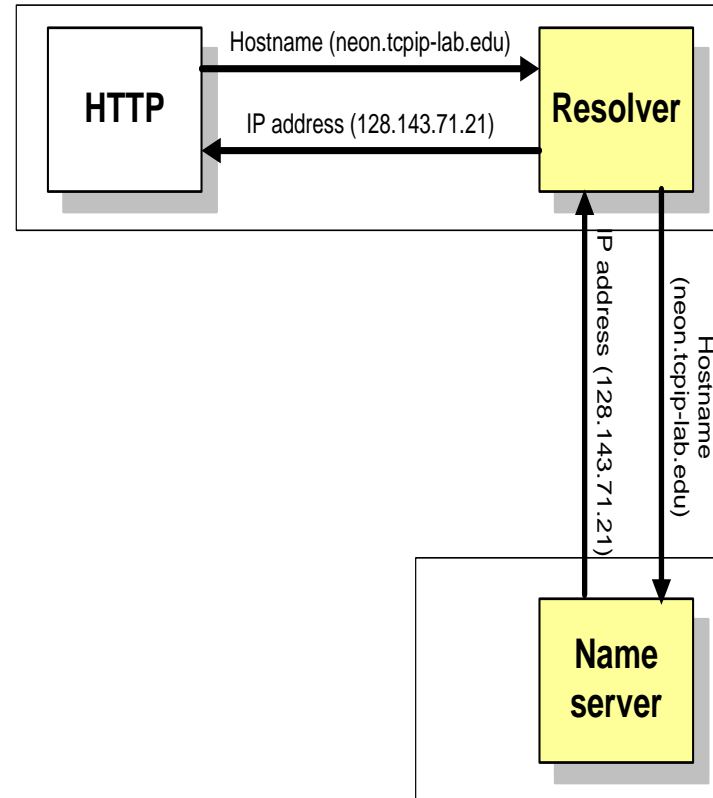 Hostname (neon.tcpip-lab.edu)
HTTP
Resolver
IP address (128.143.71.21)
IP address (128.143.71.21)
Hostname
(neon.tcpip-lab.edu)
Name
server